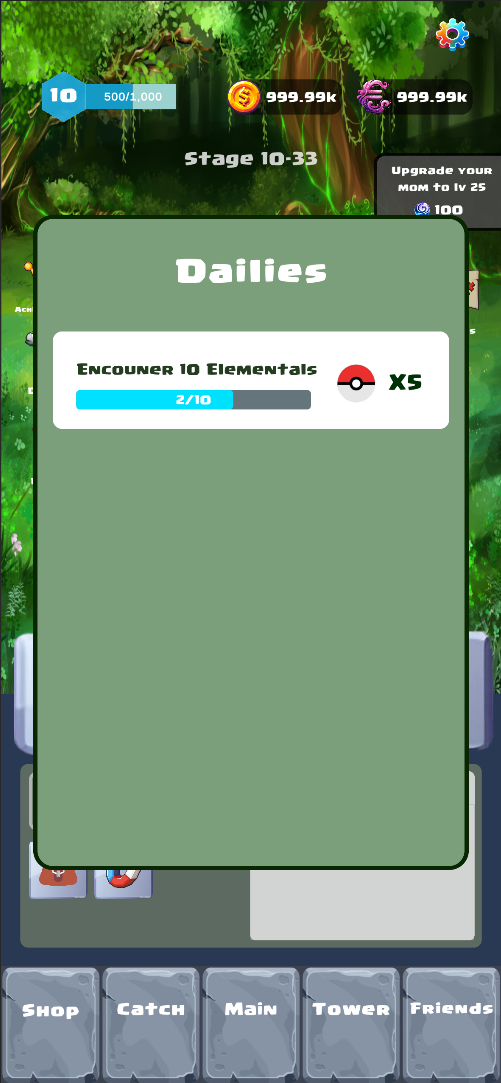 10
500/1,000
999.99k
999.99k
Stage 10-33
Upgrade your
mom to lv 25
100
Dailies
Encouner 10 Elementals
2/10
X5
Shop
Catch
Main
Tower
Friends